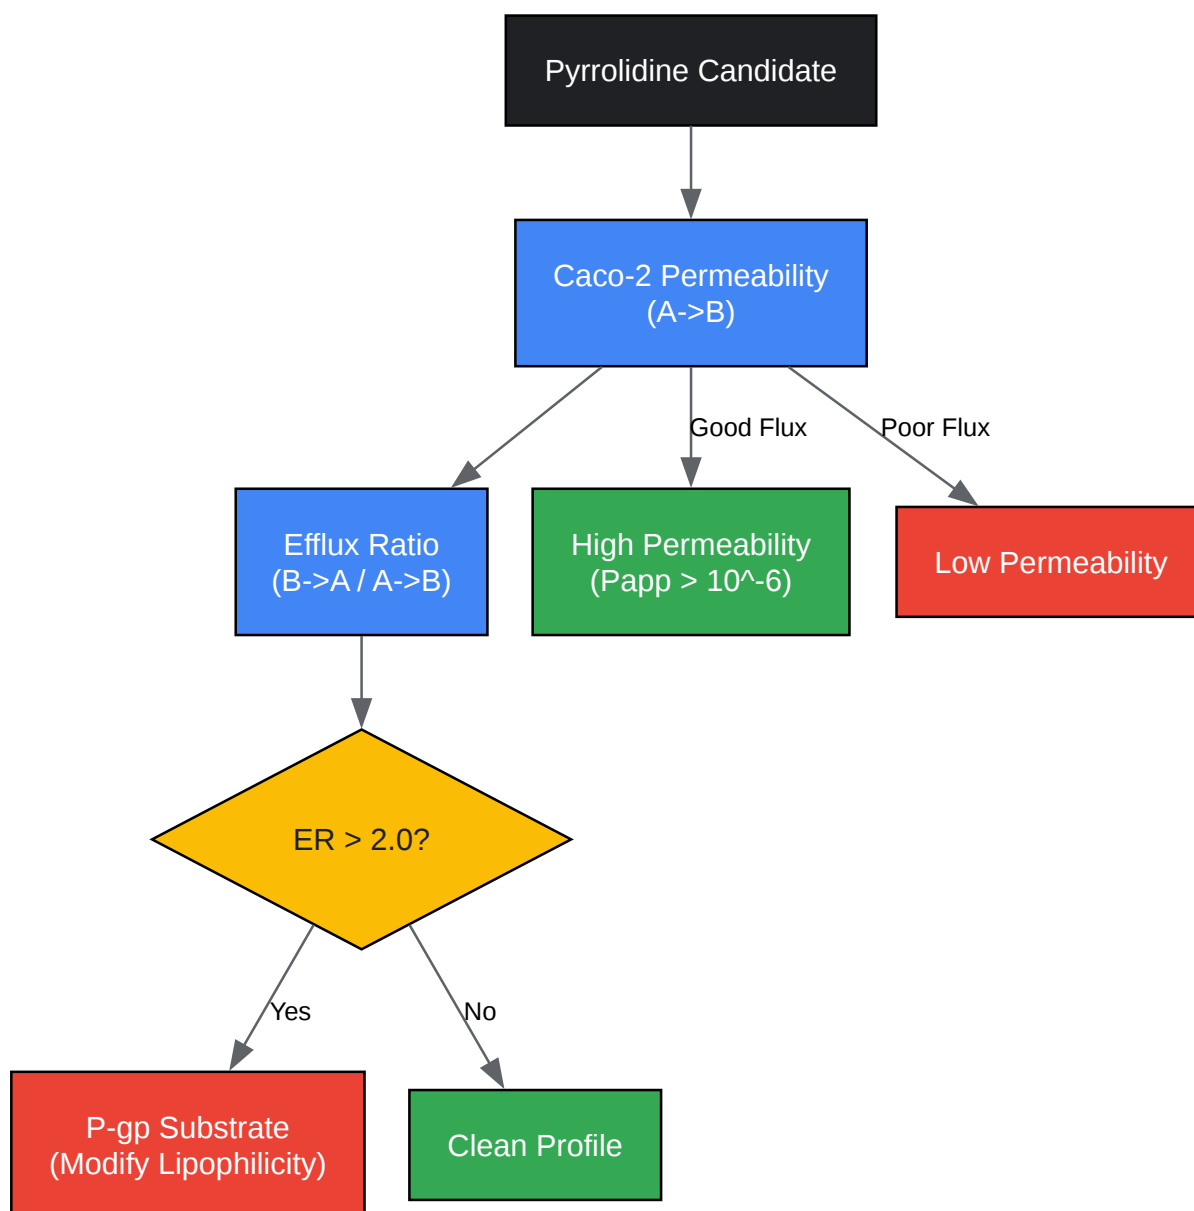 Pyrrolidine Candidate
Caco-2 Permeability
(A->B)
Good Flux
Poor Flux
Efflux Ratio
(B->A / A->B)
High Permeability
(Papp > 10^-6)
Low Permeability
ER > 2.0?
Yes
No
P-gp Substrate
(Modify Lipophilicity)
Clean Profile